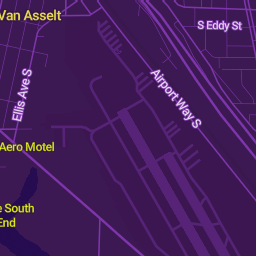 Van Asselt
S Eddy St
Ellis Ave S
Airport Way S
Aero Motel
e South
End